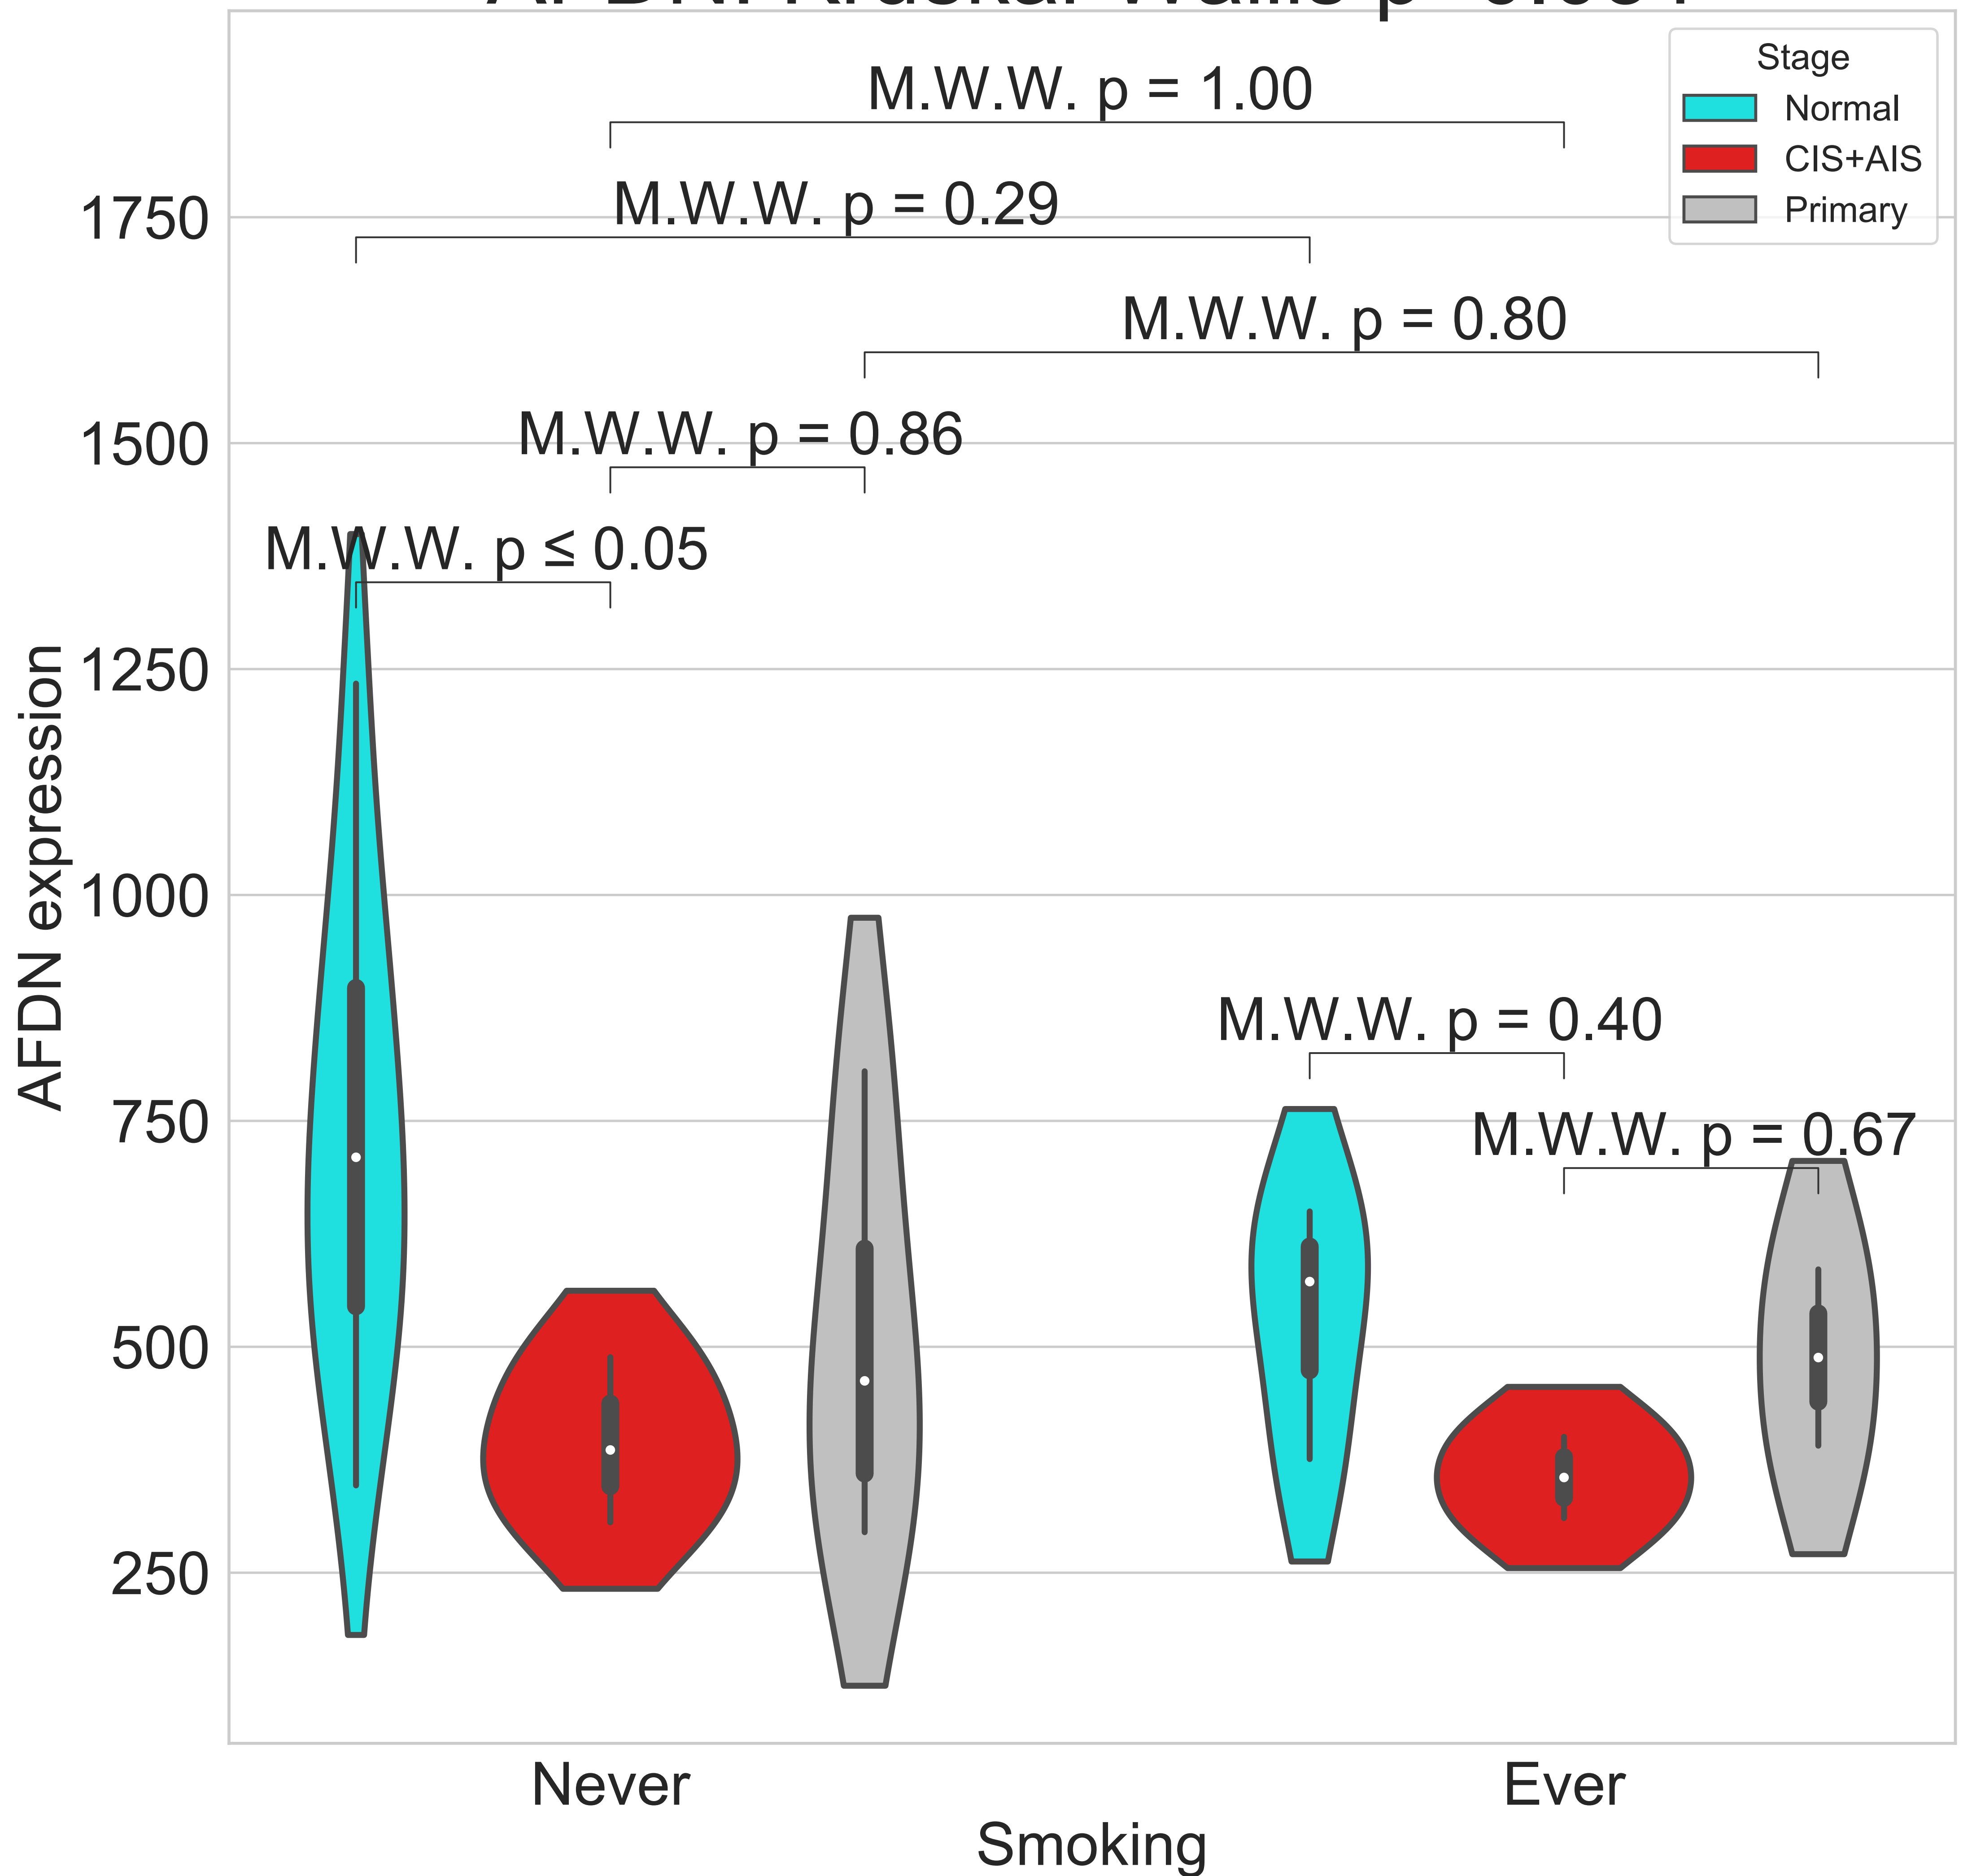 Stage
Normal
CIS+AIS
Primary
M.W.W. p = 1.00
M.W.W. p = 0.29
M.W.W. p = 0.80
M.W.W. p = 0.86
M.W.W. p ≤ 0.05
M.W.W. p = 0.40
M.W.W. p = 0.67
1750
1500
1250
1000
750
500
250
AFDN expression
Never
Ever
Smoking